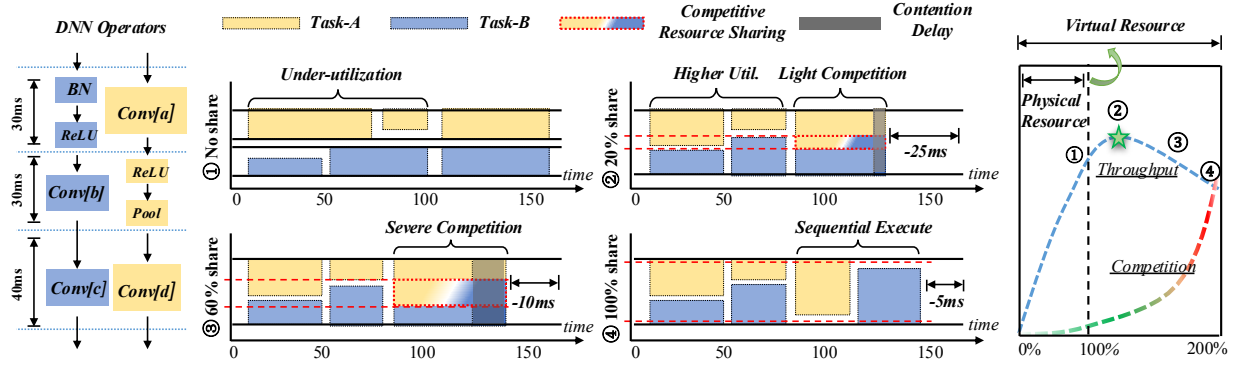 DNN Operators
Task-A
Task-B
Competitive
Resource Sharing
Contention
Delay
30ms
BN
ReLU
Conv[a]
30ms
Conv[b]
ReLU
Pool
40ms
Conv[c]
Conv[d]
① No share
Under-utilization
time
0
50
100
150
② 20% share
Higher Util.
Light Competition
-25ms
time
0
50
100
150
③ 60% share
Severe Competition
-10ms
time
0
50
100
150
④ 100% share
Sequential Execute
-5ms
time
0
50
100
150
Virtual Resource
Physical
Resource
①
②
③
④
Throughput
Competition
0%
100%
200%